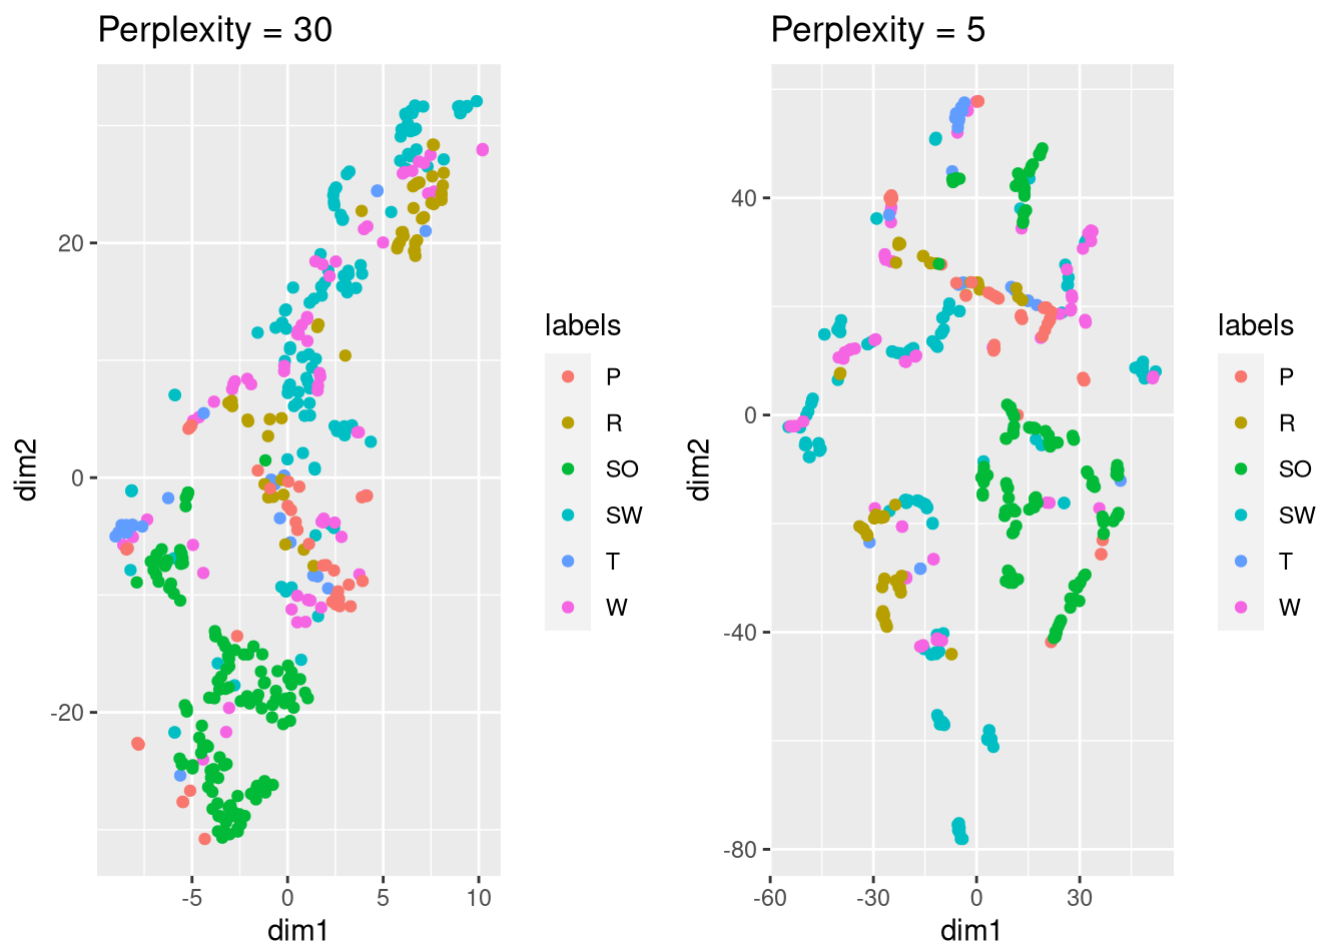 Perplexity = 30
20
0
-20
dim2
-5
0
5
10
dim1
labels
P
R
SO
SW
T
W
Perplexity = 5
40
0
-40
-80
dim2
-60
-30
0
30
dim1
labels
P
R
SO
SW
T
W